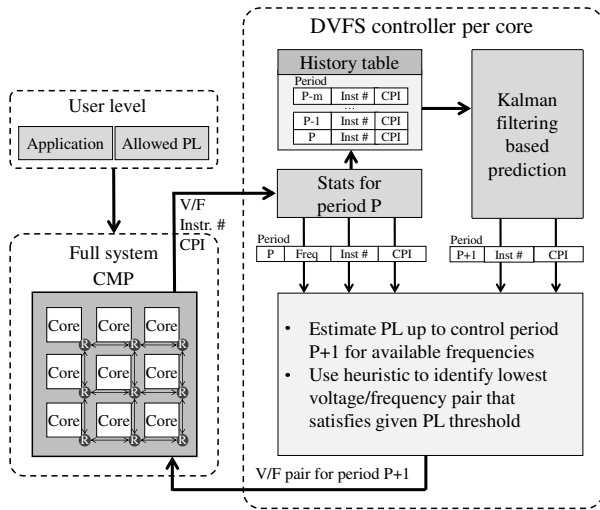 DVFS controller per core
History table
Period
P-m Inst # CPI
...
P-1 Inst # CPI
P Inst # CPI
Kalman
filtering
based
prediction
User level
Application Allowed PL
V/F
Instr. #
CPI
Stats for
period P
Period
P Freq Inst # CPI
Period
P+1 Inst # CPI
Full system
CMP
Core Core Core
R R R
Core Core Core
R R R
Core Core Core
R R R
• Estimate PL up to control period
P+1 for available frequencies
• Use heuristic to identify lowest
voltage/frequency pair that
satisfies given PL threshold
V/F pair for period P+1